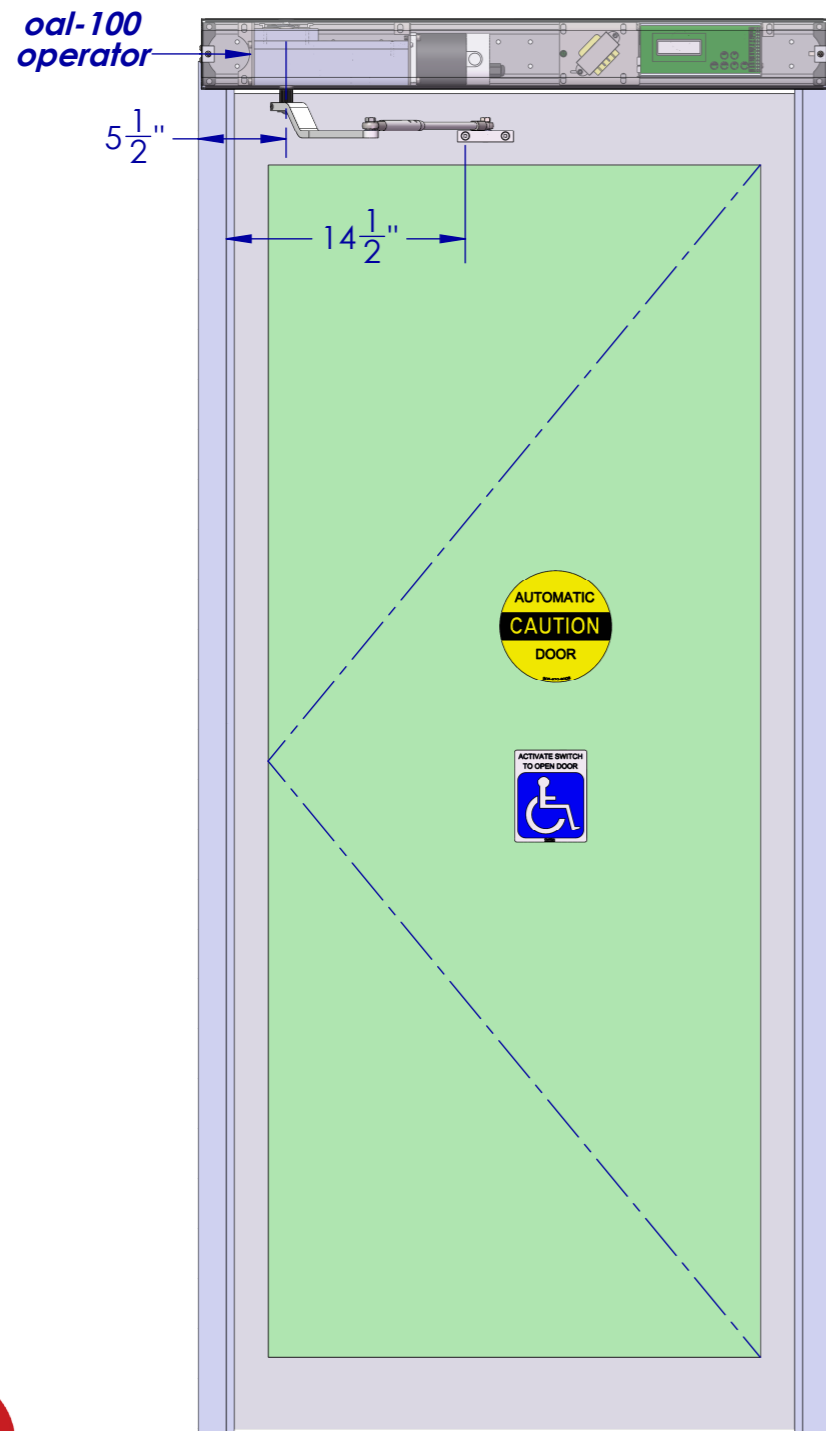 oal-100
operator
5 1/2"
14 1/2"
AUTOMATIC
CAUTION
DOOR
ACTIVATE SWITCH
TO OPEN DOOR